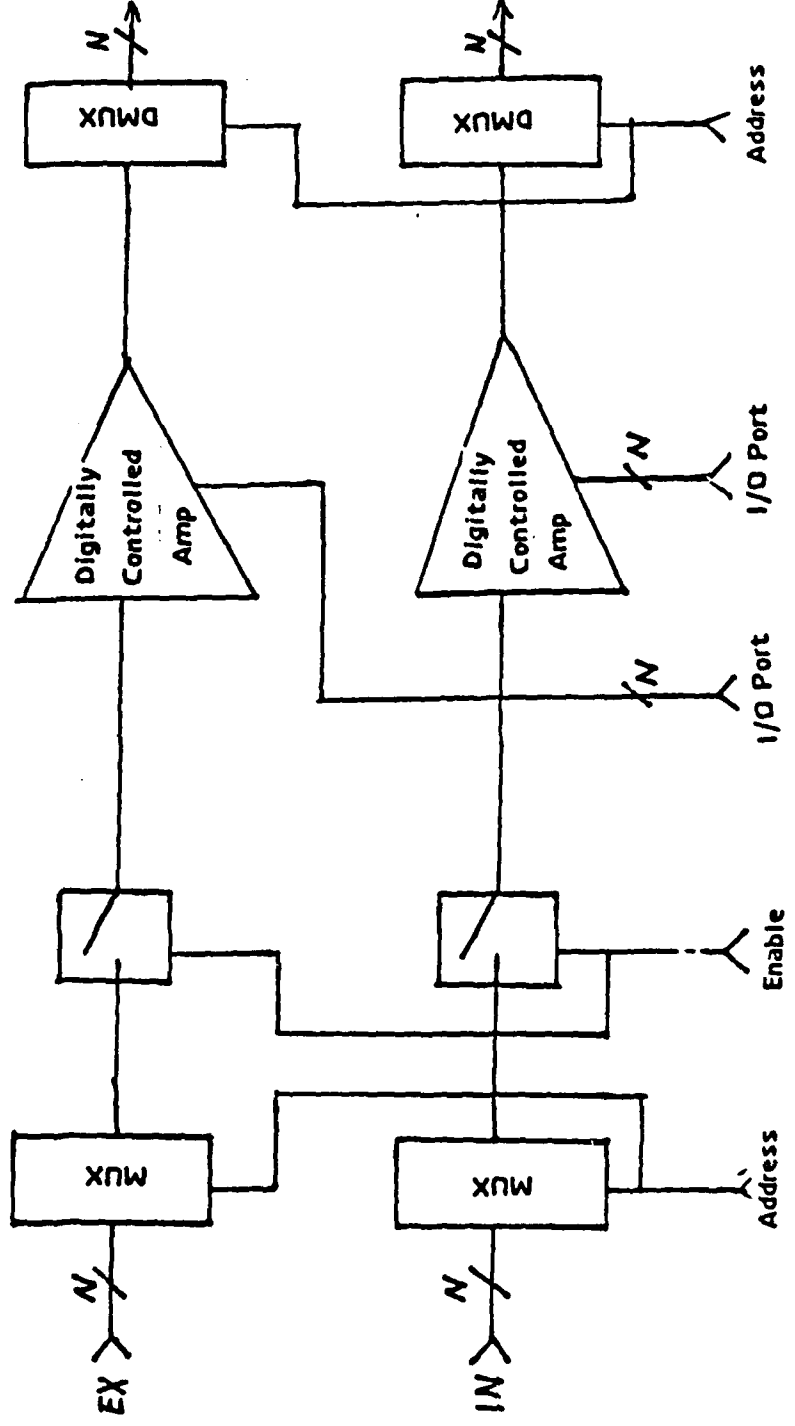 EX
N
MUX
Digitally
Controlled
Amp
DMUX
N
IN
N
MUX
Digitally
Controlled
Amp
DMUX
N
Address
Enable
N
I/O Port
N
I/O Port
Address